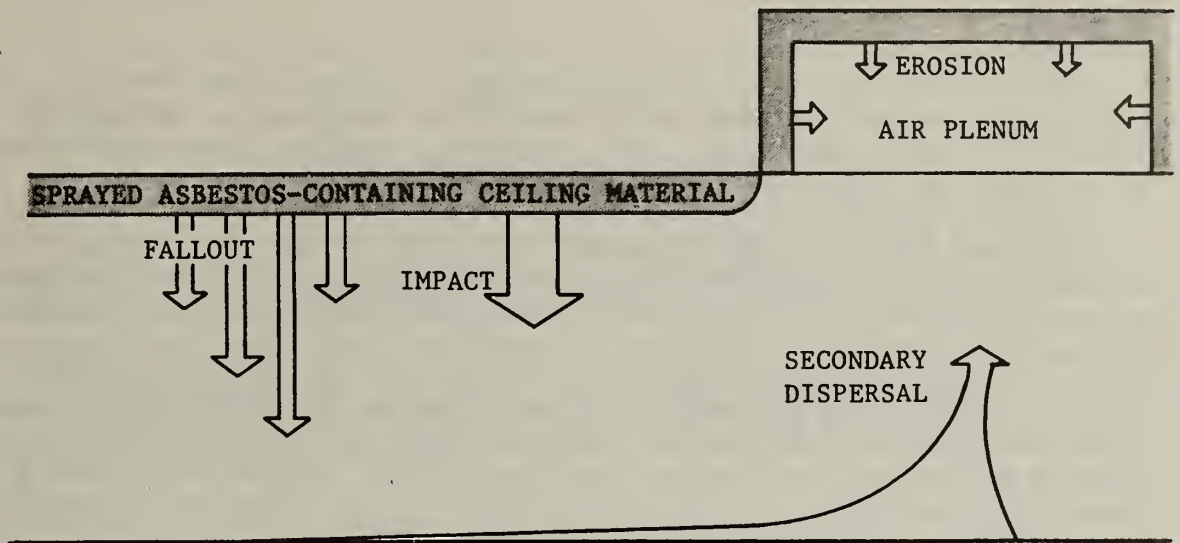 EROSION
AIR PLENUM
SPRAYED ASBESTOS-CONTAINING CEILING MATERIAL
FALLOUT
IMPACT
SECONDARY
DISPERSAL